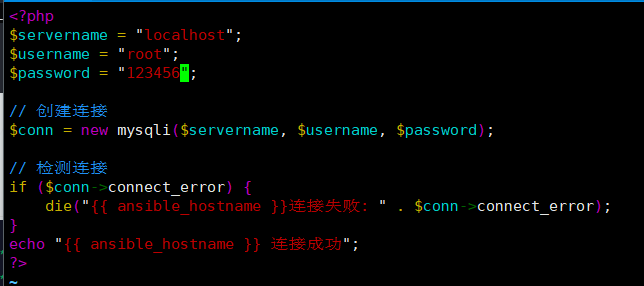 <?php
$servername = "localhost";
$username = "root";
$password = "123456";
// 创建连接
$conn = new mysqli($servername, $username, $password);
// 检测连接
if ($conn->connect_error) {
    die("{{ ansible_hostname }}连接失败: " . $conn->connect_error);
}
echo "{{ ansible_hostname }} 连接成功";
?>
~